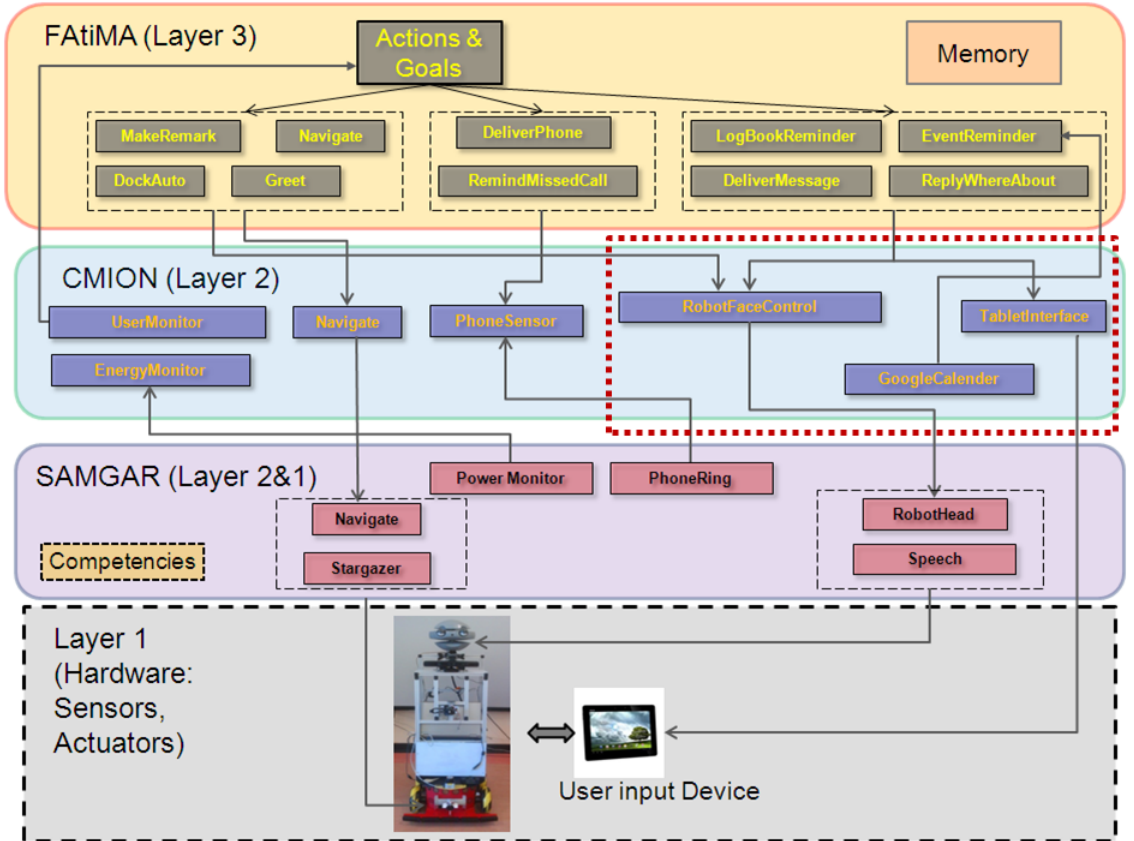 FAtiMA (Layer 3)
Actions &
Goals
Memory
MakeRemark
Navigate
DockAuto
Greet
DeliverPhone
RemindMissedCall
LogBookReminder
EventReminder
DeliverMessage
ReplyWhereAbout
CMION (Layer 2)
UserMonitor
Navigate
PhoneSensor
RobotFaceControl
TabletInterface
EnergyMonitor
GoogleCalender
SAMGAR (Layer 2&1)
Power Monitor
PhoneRing
Navigate
Stargazer
RobotHead
Speech
Competencies
Layer 1
(Hardware:
Sensors,
Actuators)
User input Device